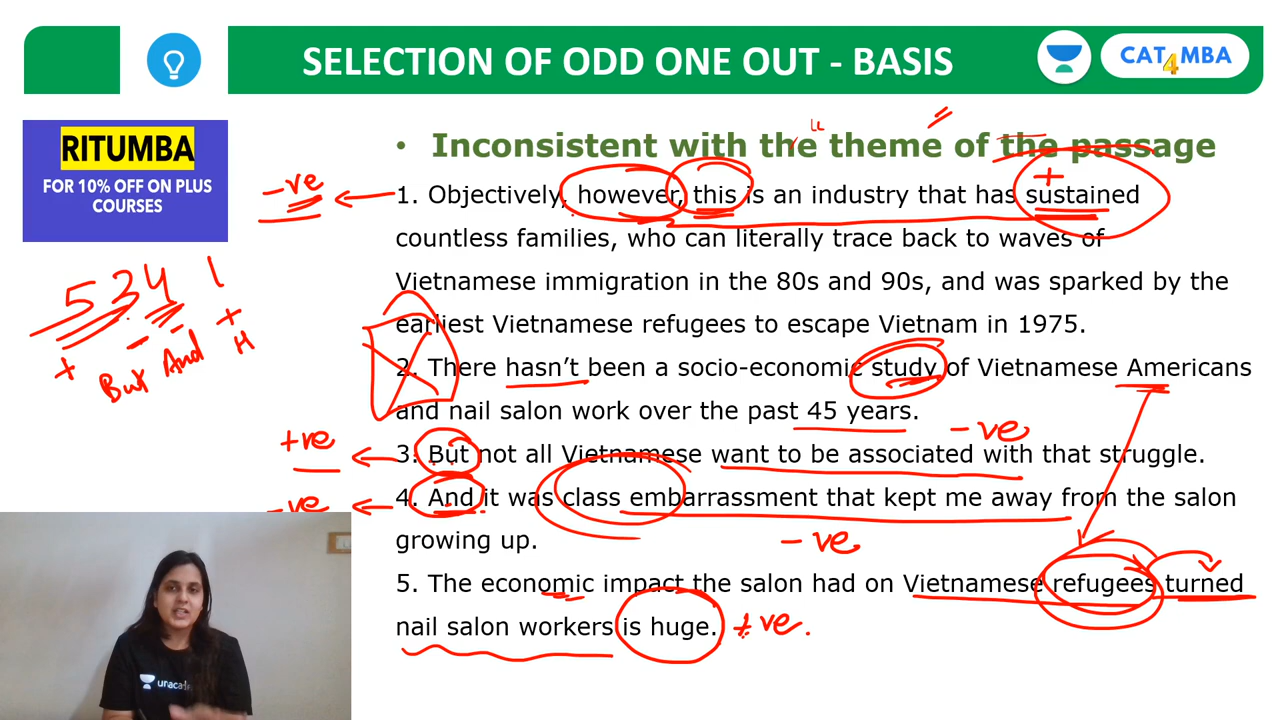 SELECTION OF ODD ONE OUT - BASIS
CAT4MBA
RITUMBA
FOR 10% OFF ON PLUS
COURSES
• Inconsistent with the theme of the passage
1. Objectively, however, this is an industry that has sustained
countless families, who can literally trace back to waves of
Vietnamese immigration in the 80s and 90s, and was sparked by the
earliest Vietnamese refugees to escape Vietnam in 1975.
2. There hasn't been a socio-economic study of Vietnamese Americans
and nail salon work over the past 45 years.
3. But not all Vietnamese want to be associated with that struggle.
4. And it was class embarrassment that kept me away from the salon
growing up.
5. The economic impact the salon had on Vietnamese refugees turned
nail salon workers is huge.
-ve
+
5 3 4 1
+ - - +
But And H
+ve
-ve
-ve
-ve
+ve.